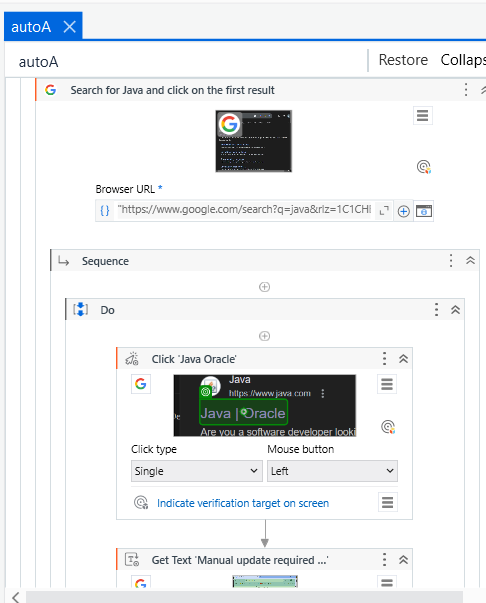 autoA
autoA Restore Collaps
Search for Java and click on the first result
Browser URL *
"https://www.google.com/search?q=java&rlz=1C1CHI
Sequence
Do
Click 'Java Oracle'
Java
https://www.java.com
Java | Oracle
Are you a software developer looki
Click type Mouse button
Single Left
Indicate verification target on screen
Get Text 'Manual update required ...'